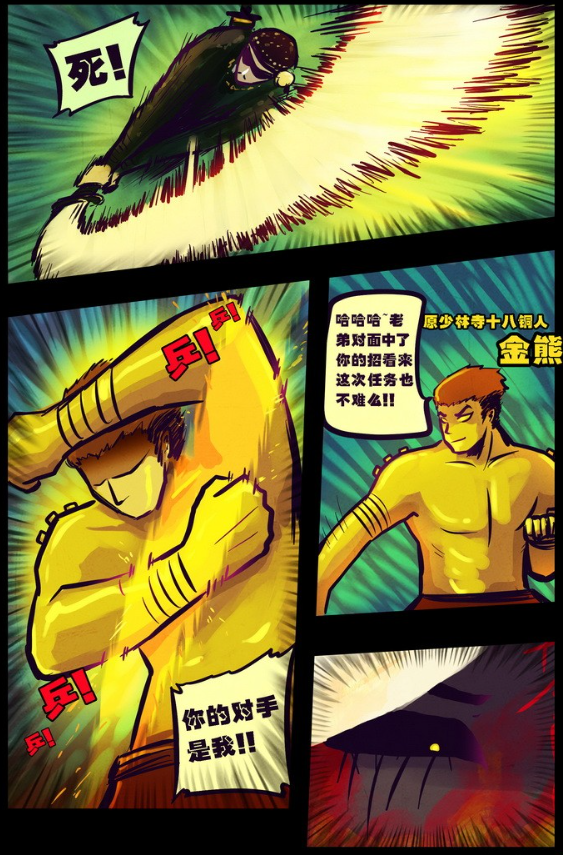 死!
乒!
乒!
乒!
乒!
你的对手
是我!!
哈哈哈~老
弟对面中了
你的招看来
这次任务也
不难么!!
原少林寺十八铜人
金熊